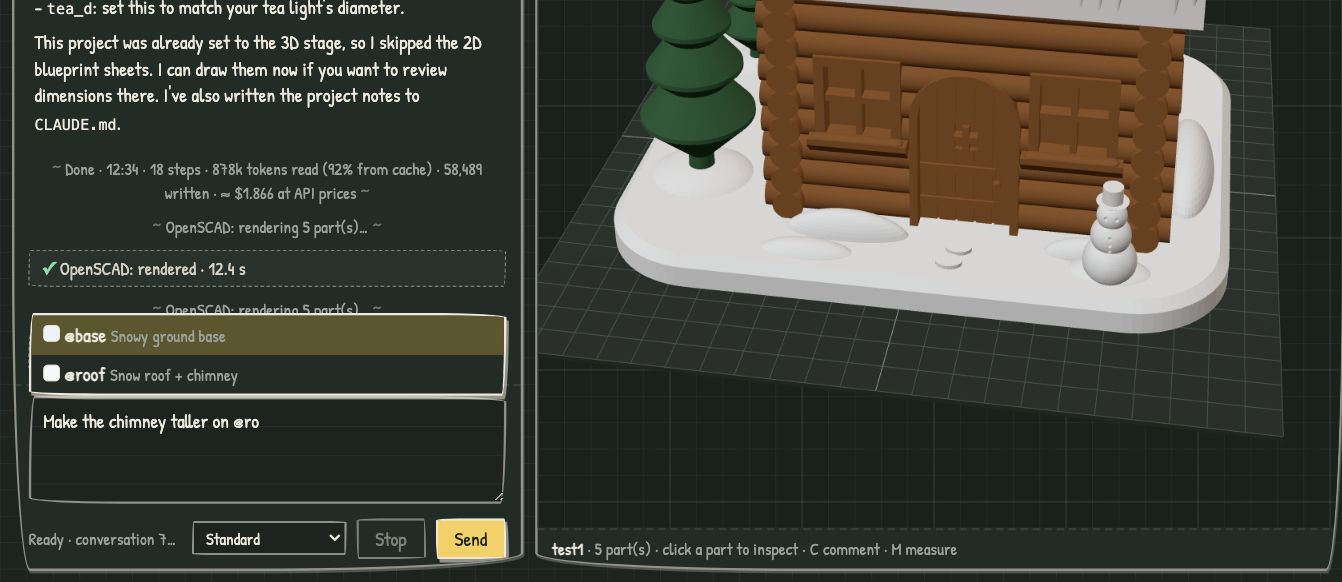 - tea_d: set this to match your tea light's diameter.
This project was already set to the 3D stage, so I skipped the 2D
blueprint sheets. I can draw them now if you want to review
dimensions there. I've also written the project notes to
CLAUDE.md.
~ Done · 12:34 · 18 steps · 878k tokens read (92% from cache) · 58,489
written · ≈ $1.866 at API prices ~
~ OpenSCAD: rendering 5 part(s)… ~
✔ OpenSCAD: rendered · 12.4 s
~ OpenSCAD: rendering 5 part(s)… ~
@base Snowy ground base
@roof Snow roof + chimney
Make the chimney taller on @ro
Ready · conversation 7…
Standard
Stop
Send
test1 · 5 part(s) · click a part to inspect · C comment · M measure